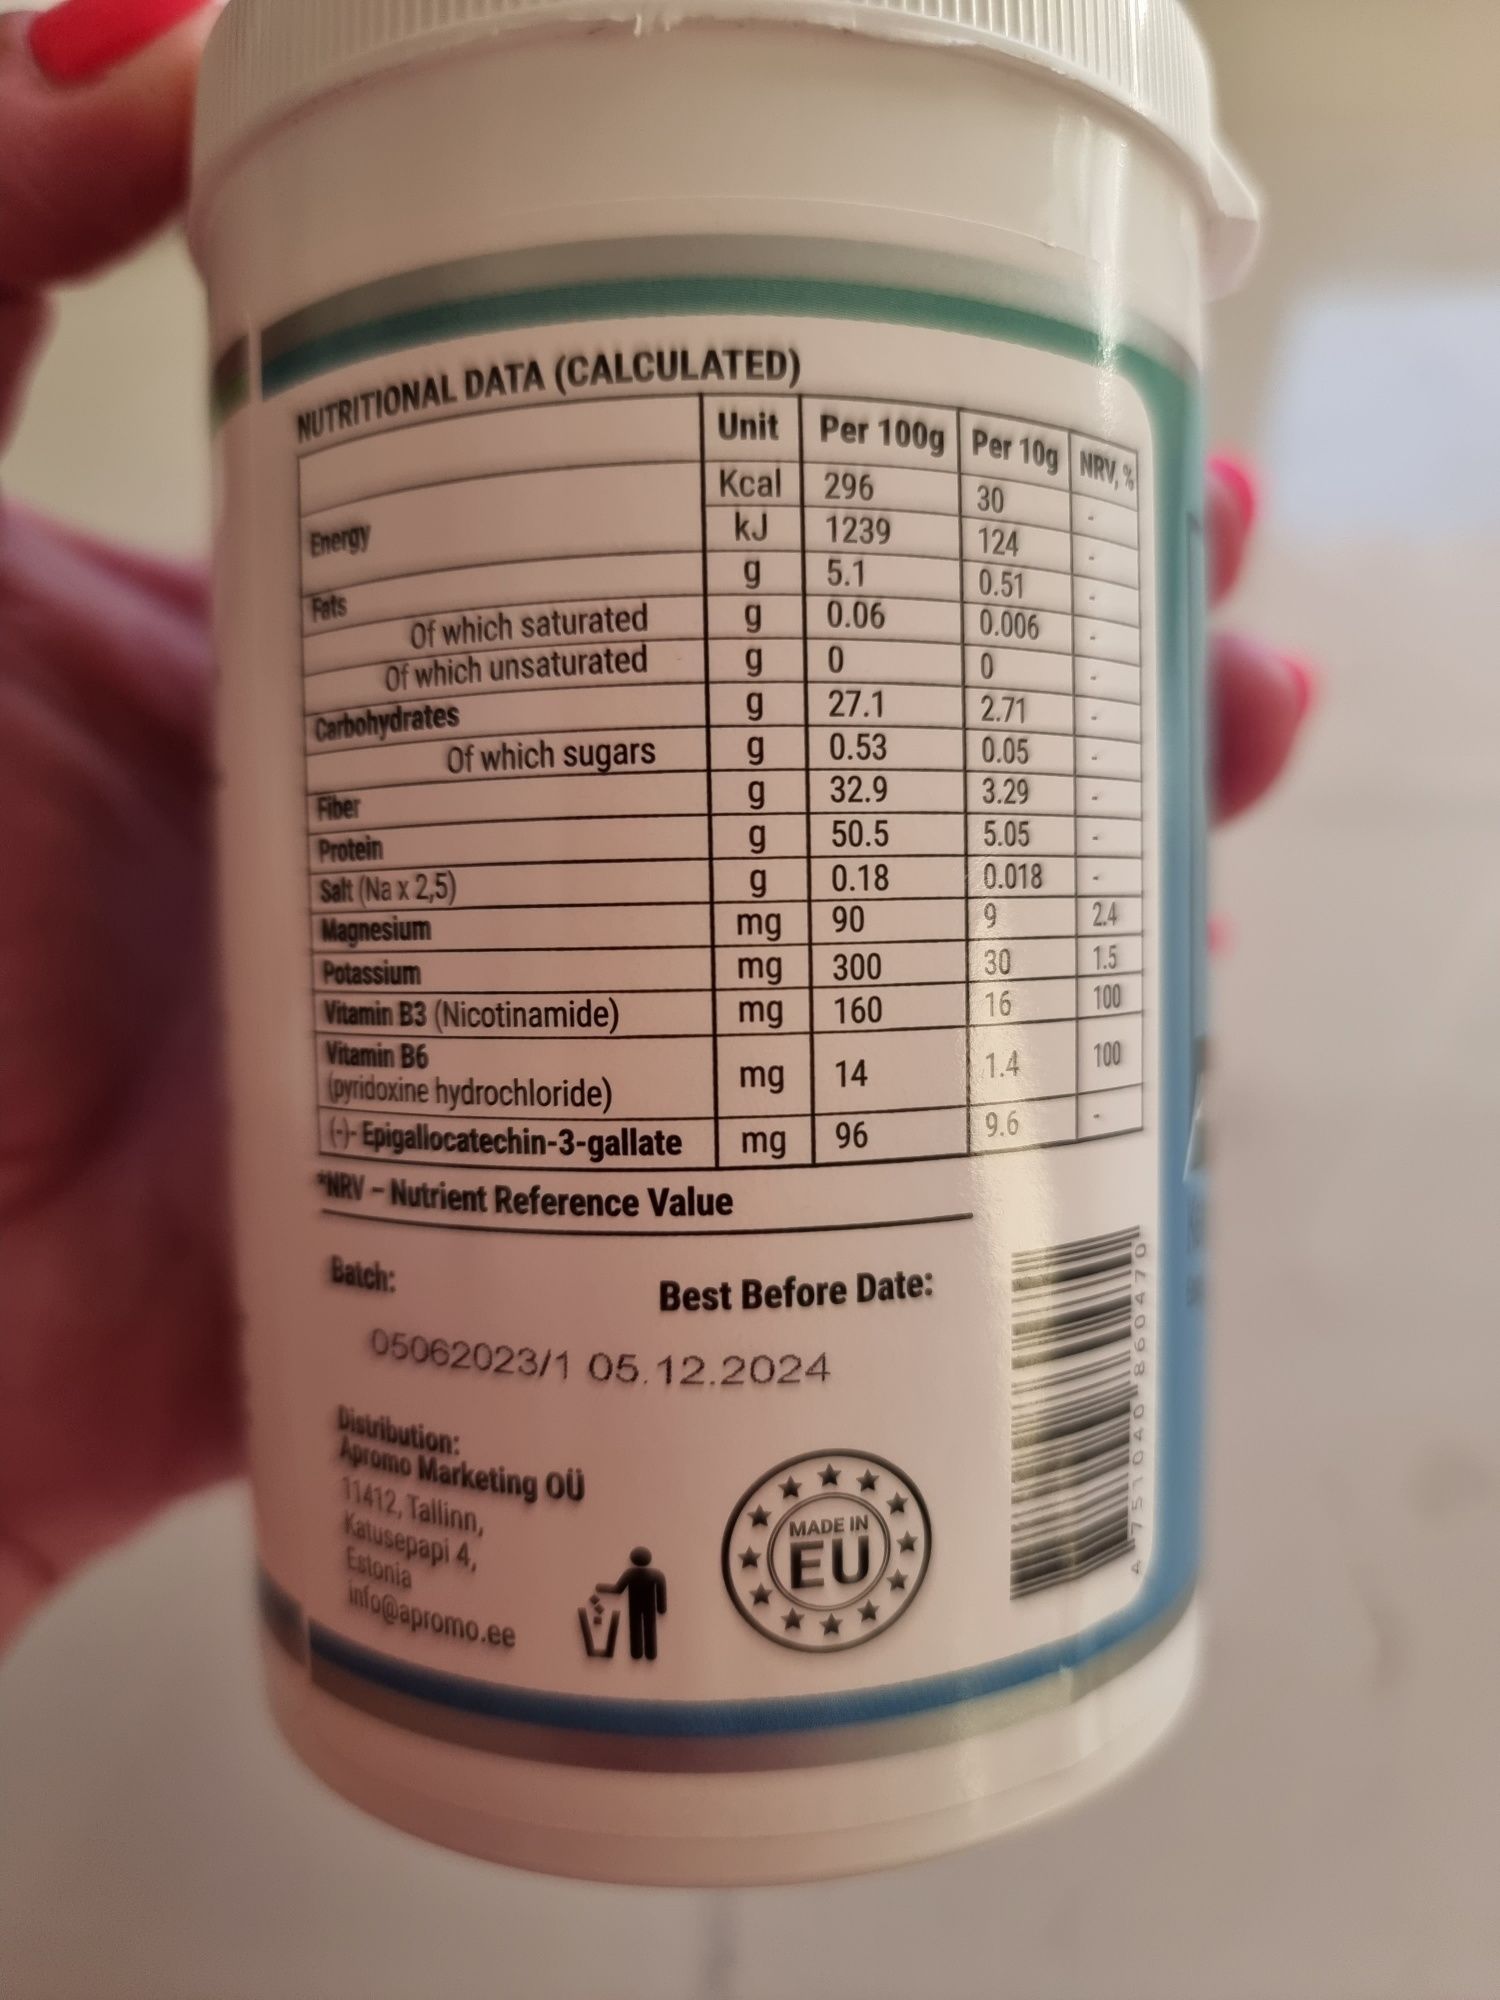 NUTRITIONAL DATA (CALCULATED)
Unit Per 100g Per 10g NRV, %
Energy Kcal 296 30 -
kJ 1239 124 -
Fats g 5.1 0.51 -
Of which saturated g 0.06 0.006 -
Of which unsaturated g 0 0 -
Carbohydrates g 27.1 2.71 -
Of which sugars g 0.53 0.05 -
Fiber g 32.9 3.29 -
Protein g 50.5 5.05 -
Salt (Na x 2,5) g 0.18 0.018 -
Magnesium mg 90 9 2.4
Potassium mg 300 30 1.5
Vitamin B3 (Nicotinamide) mg 160 16 100
Vitamin B6
(pyridoxine hydrochloride) mg 14 1.4 100
(-)- Epigallocatechin-3-gallate mg 96 9.6 -
*NRV – Nutrient Reference Value
Batch: Best Before Date:
05062023/1 05.12.2024
Distribution:
Apromo Marketing OÜ
11412, Tallinn,
Katusepapi 4,
Estonia
info@apromo.ee
MADE IN
EU
4 751040 860470